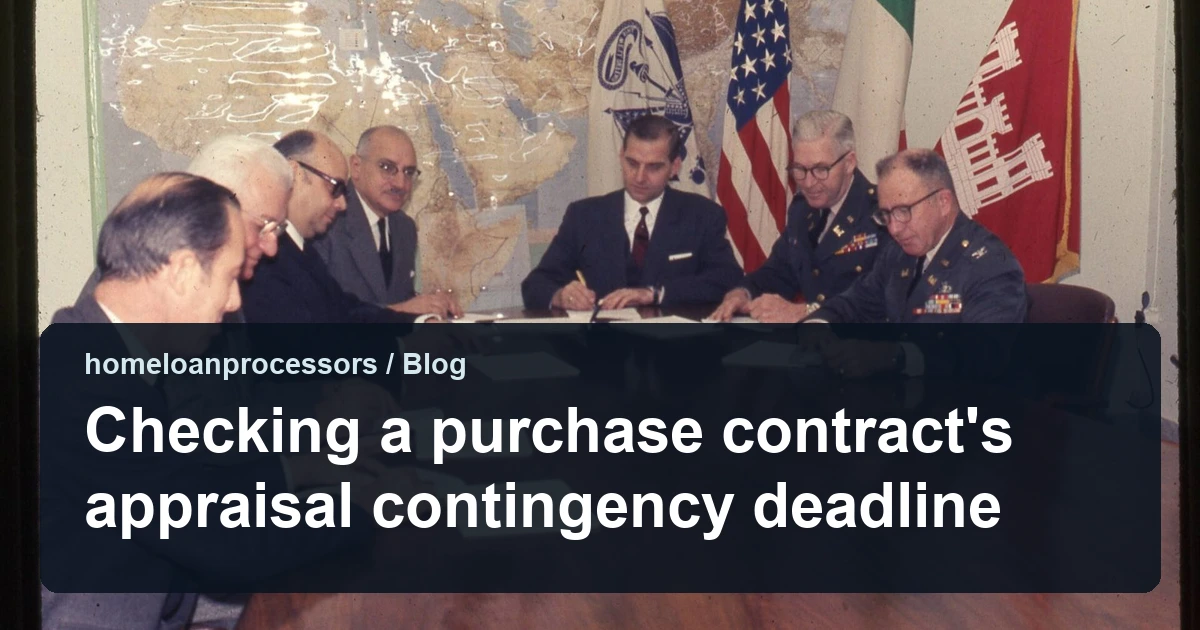 homeloanprocessors / Blog
Checking a purchase contract's
appraisal contingency deadline